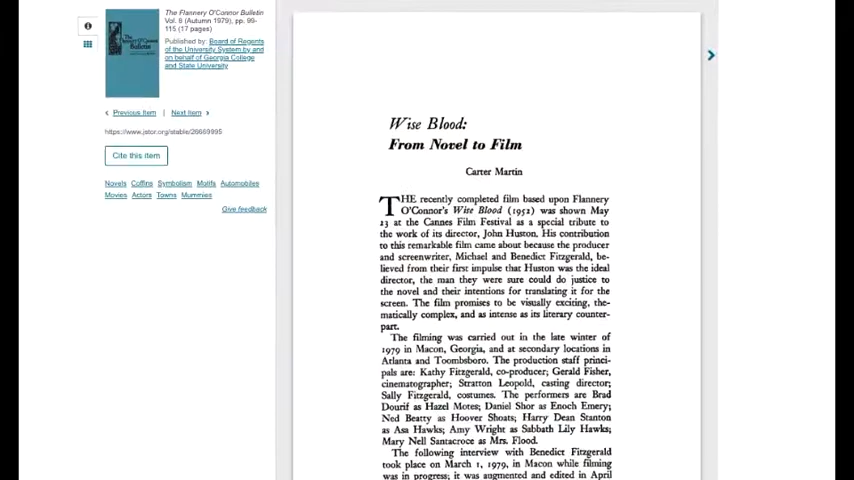 The Flannery O'Connor Bulletin
Vol. 8 (Autumn 1979), pp. 99-
115 (17 pages)
Published by: Board of Regents
of the University System by and
on behalf of Georgia College
and State University
The
Flannery O'Connor
Bulletin
Previous Item | Next Item
https://www.jstor.org/stable/26669995
Cite this item
Novels Coffins Symbolism Motifs Automobiles
Movies Actors Towns Mummies
Give feedback
Wise Blood:
From Novel to Film
Carter Martin
THE recently completed film based upon Flannery
O'Connor's Wise Blood (1952) was shown May
23 at the Cannes Film Festival as a special tribute to
the work of its director, John Huston. His contribution
to this remarkable film came about because the producer
and screenwriter, Michael and Benedict Fitzgerald, be-
lieved from their first impulse that Huston was the ideal
director, the man they were sure could do justice to
the novel and their intentions for translating it for the
screen. The film promises to be visually exciting, the-
matically complex, and as intense as its literary counter-
part.
The filming was carried out in the late winter of
1979 in Macon, Georgia, and at secondary locations in
Atlanta and Toombsboro. The production staff princi-
pals are: Kathy Fitzgerald, co-producer; Gerald Fisher,
cinematographer; Stratton Leopold, casting director;
Sally Fitzgerald, costumes. The performers are Brad
Dourif as Hazel Motes; Daniel Shor as Enoch Emery;
Ned Beatty as Hoover Shoats; Harry Dean Stanton
as Asa Hawks; Amy Wright as Sabbath Lily Hawks;
Mary Nell Santacroce as Mrs. Flood.
The following interview with Benedict Fitzgerald
took place on March 1, 1979, in Macon while filming
was in progress; it was augmented and edited in April